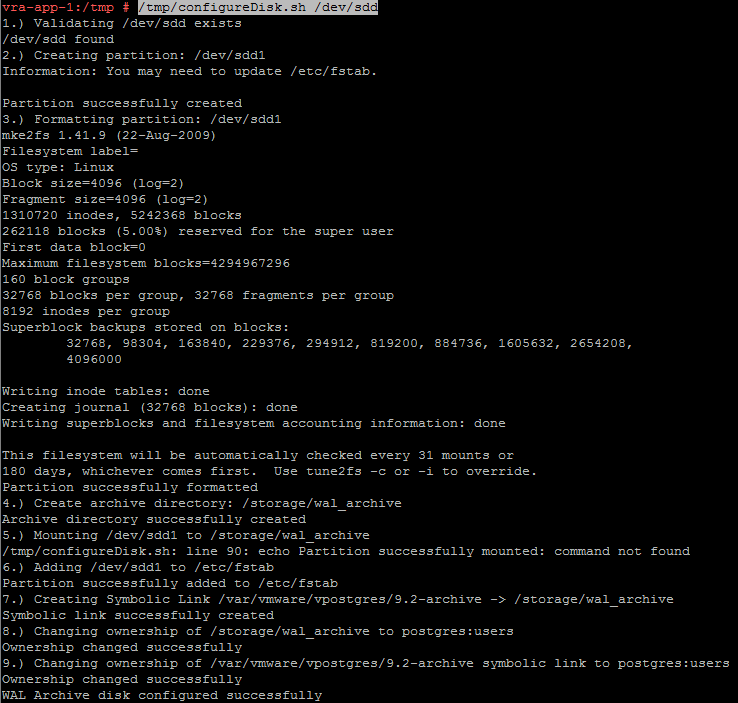 vra-app-1:/tmp # /tmp/configureDisk.sh /dev/sdd
1.) Validating /dev/sdd exists
/dev/sdd found
2.) Creating partition: /dev/sdd1
Information: You may need to update /etc/fstab.
Partition successfully created
3.) Formatting partition: /dev/sdd1
mke2fs 1.41.9 (22-Aug-2009)
Filesystem label=
OS type: Linux
Block size=4096 (log=2)
Fragment size=4096 (log=2)
1310720 inodes, 5242368 blocks
262118 blocks (5.00%) reserved for the super user
First data block=0
Maximum filesystem blocks=4294967296
160 block groups
32768 blocks per group, 32768 fragments per group
8192 inodes per group
Superblock backups stored on blocks:
32768, 98304, 163840, 229376, 294912, 819200, 884736, 1605632, 2654208,
4096000
Writing inode tables: done
Creating journal (32768 blocks): done
Writing superblocks and filesystem accounting information: done
This filesystem will be automatically checked every 31 mounts or
180 days, whichever comes first.  Use tune2fs -c or -i to override.
Partition successfully formatted
4.) Create archive directory: /storage/wal_archive
Archive directory successfully created
5.) Mounting /dev/sdd1 to /storage/wal_archive
/tmp/configureDisk.sh: line 90: echo Partition successfully mounted: command not found
6.) Adding /dev/sdd1 to /etc/fstab
Partition successfully added to /etc/fstab
7.) Creating Symbolic Link /var/vmware/vpostgres/9.2-archive -> /storage/wal_archive
Symbolic link successfully created
8.) Changing ownership of /storage/wal_archive to postgres:users
Ownership changed successfully
9.) Changing ownership of /var/vmware/vpostgres/9.2-archive symbolic link to postgres:users
Ownership changed successfully
WAL Archive disk configured successfully